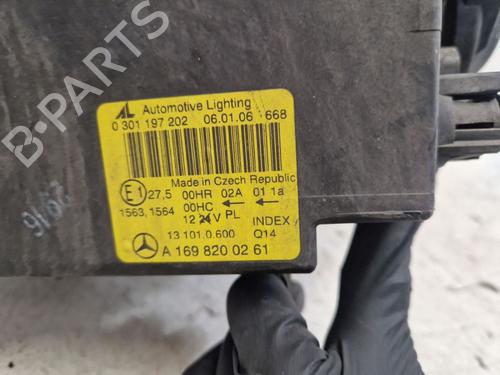 B-PARTS
AL Automotive Lighting
0 301 197 202 06.01.06 668
Made in Czech Republic
E1 27,5 00HR 02A 01 1a
1563,1564 00HC ← ←
12 24 V PL INDEX
13 101.0.600 Q14
A 169 820 02 61